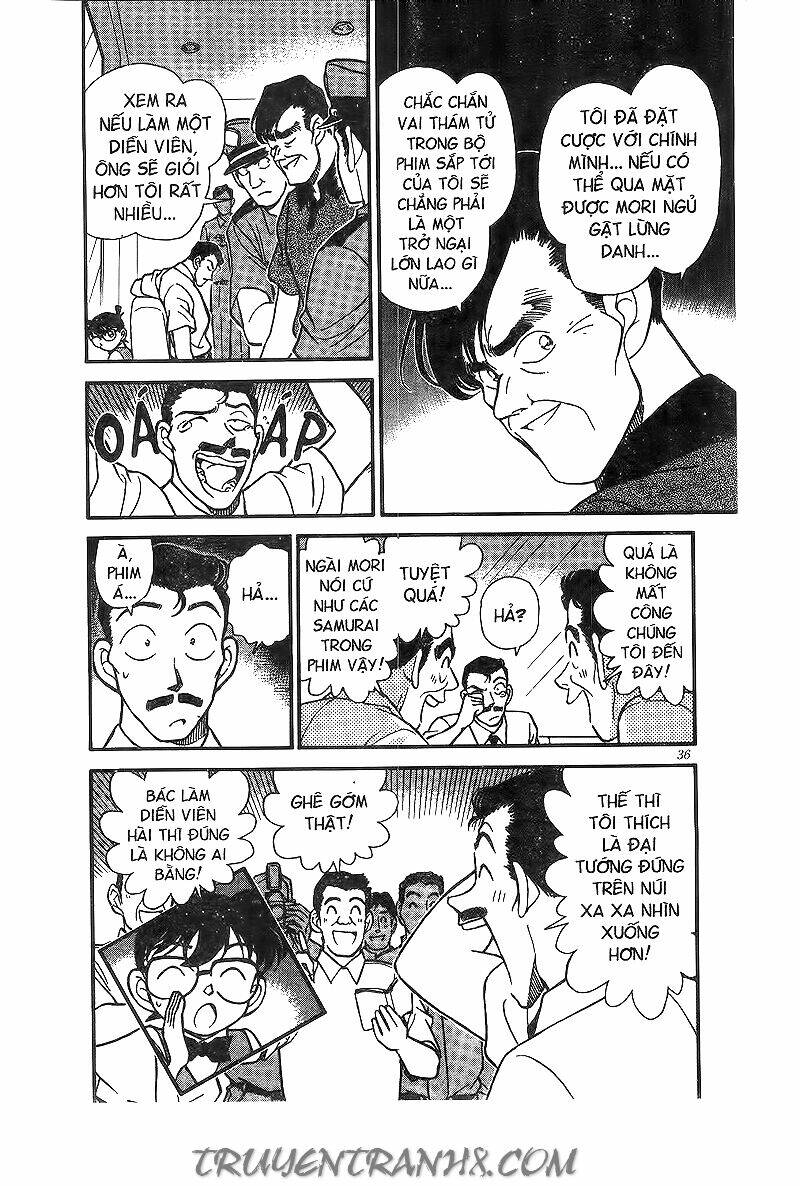 TÔI ĐÃ ĐẶT
CƯỢC VỚI CHÍNH
MÌNH... NẾU CÓ
THỂ QUA MẶT
ĐƯỢC MORI NGỦ
GẬT LỪNG
DANH...
CHẮC CHẮN
VAI THÁM TỬ
TRONG BỘ
PHIM SẮP TỚI
CỦA TÔI SẼ
CHẲNG PHẢI
LÀ MỘT
TRỞ NGẠI
LỚN LAO GÌ
NỮA...
XEM RA
NẾU LÀM MỘT
DIỄN VIÊN,
ÔNG SẼ GIỎI
HƠN TÔI RẤT
NHIỀU...
OÁ
ÁP
QUẢ LÀ
KHÔNG
MẤT
CÔNG
CHÚNG
TÔI ĐẾN
ĐÂY!
HẢ?
TUYỆT
QUÁ!
NGÀI MORI
NÓI CỨ
NHƯ CÁC
SAMURAI
TRONG
PHIM VẬY!
HẢ...
À,
PHIM
Á...
36
THẾ THÌ
TÔI THÍCH
LÀ ĐẠI
TƯỚNG ĐỨNG
TRÊN NÚI
XA XA NHÌN
XUỐNG
HƠN!
GHÊ GỚM
THẬT!
BÁC LÀM
DIỄN VIÊN
HÀI THÌ ĐÚNG
LÀ KHÔNG AI
BẰNG!
TRUYENTRANH8.COM